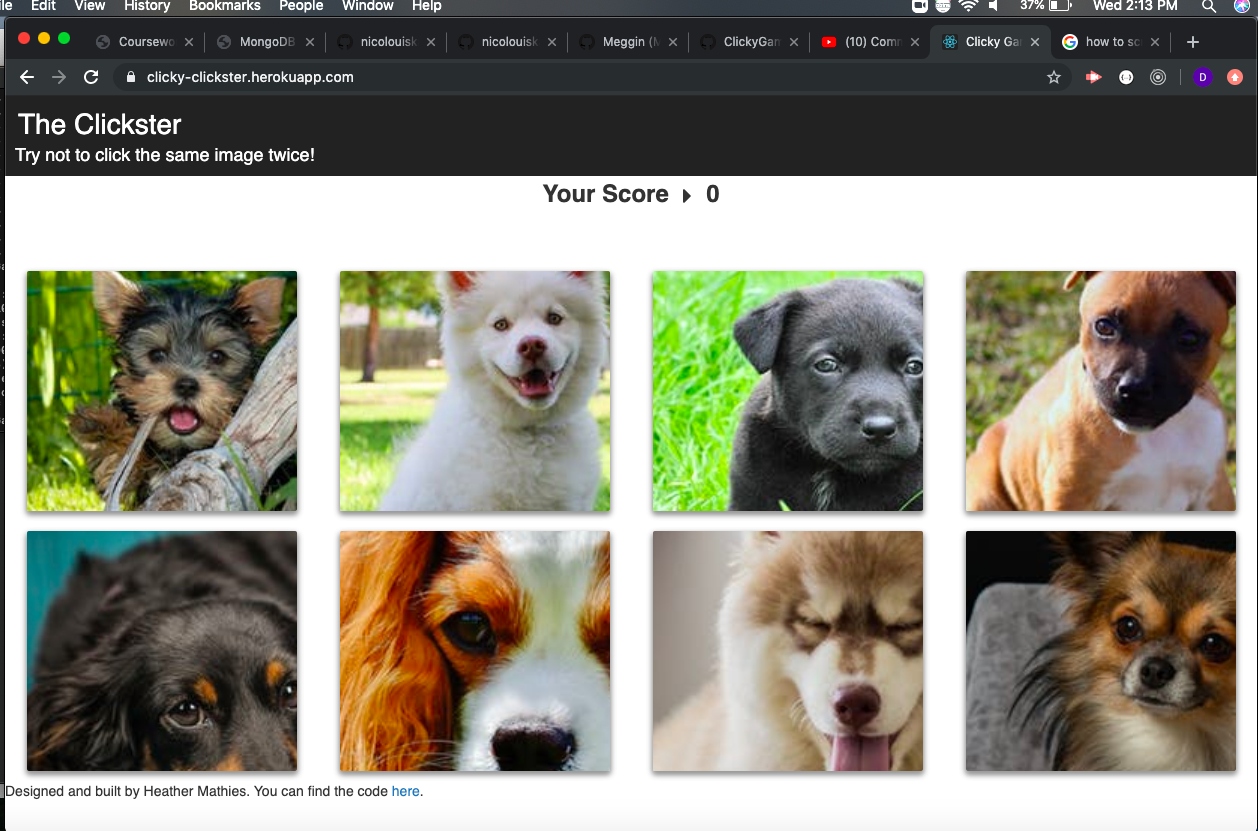 Edit View History Bookmarks People Window Help 37% Wed 2:13 PM
Coursewo MongoDB nicolouisk nicolouisk Meggin (M ClickyGam (10) Comm Clicky Ga how to sc
clicky-clickster.herokuapp.com D
The Clickster
Try not to click the same image twice!
Your Score 0
Designed and built by Heather Mathies. You can find the code here.